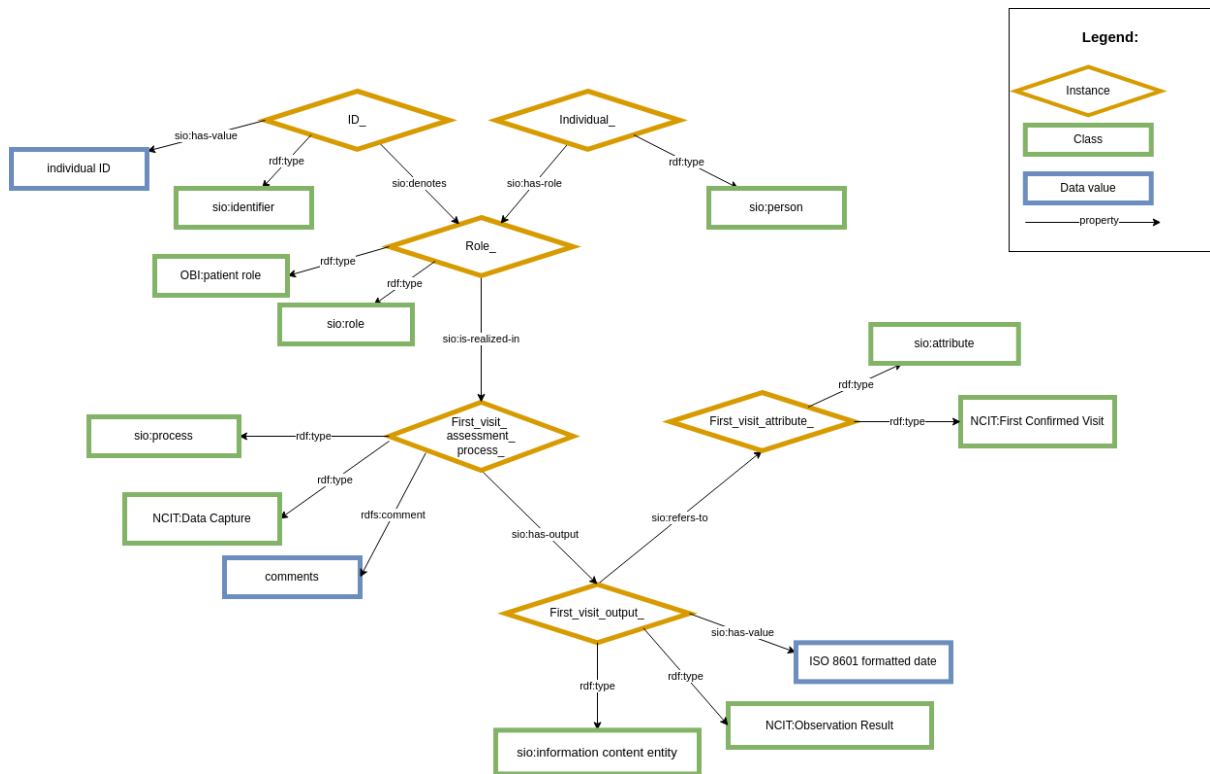 Legend:
Instance
Class
Data value
property
ID_
Individual_
sio:has-value
rdf:type
rdf:type
individual ID
sio:denotes
sio:has-role
sio:identifier
sio:person
Role_
rdf:type
OBI:patient role
rdf:type
sio:role
sio:is-realized-in
sio:attribute
rdf:type
First_visit_
assessment_
process_
First_visit_attribute_
rdf:type
NCIT:First Confirmed Visit
sio:process
rdf:type
rdf:type
NCIT:Data Capture
rdfs:comment
sio:refers-to
sio:has-output
comments
First_visit_output_
sio:has-value
ISO 8601 formatted date
rdf:type
rdf:type
NCIT:Observation Result
sio:information content entity